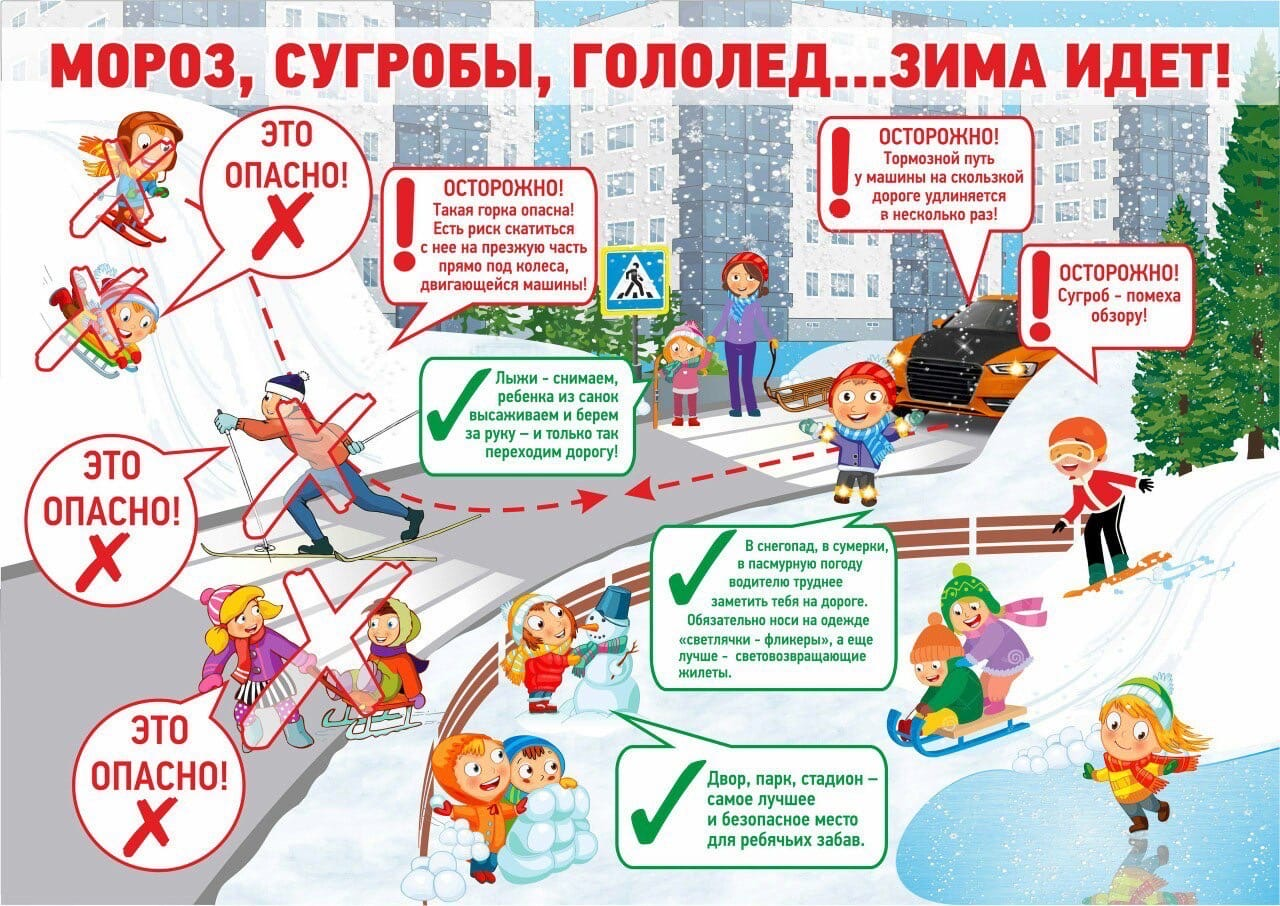 МОРОЗ, СУГРОБЫ, ГОЛОЛЕД...ЗИМА ИДЕТ!
ЭТО
ОПАСНО!
ОСТОРОЖНО!
Такая горка опасна!
Есть риск скатиться
с нее на презжую часть
прямо под колеса,
двигающейся машины!
ОСТОРОЖНО!
Тормозной путь
у машины на скользкой
дороге удлиняется
в несколько раз!
ОСТОРОЖНО!
Сугроб - помеха
обзору!
Лыжи - снимаем,
ребенка из санок
высаживаем и берем
за руку – и только так
переходим дорогу!
ЭТО
ОПАСНО!
В снегопад, в сумерки,
в пасмурную погоду
водителю труднее
заметить тебя на дороге.
Обязательно носи на одежде
«светлячки - фликеры», а еще
лучше - световозвращающие
жилеты.
ЭТО
ОПАСНО!
Двор, парк, стадион –
самое лучшее
и безопасное место
для ребячьих забав.